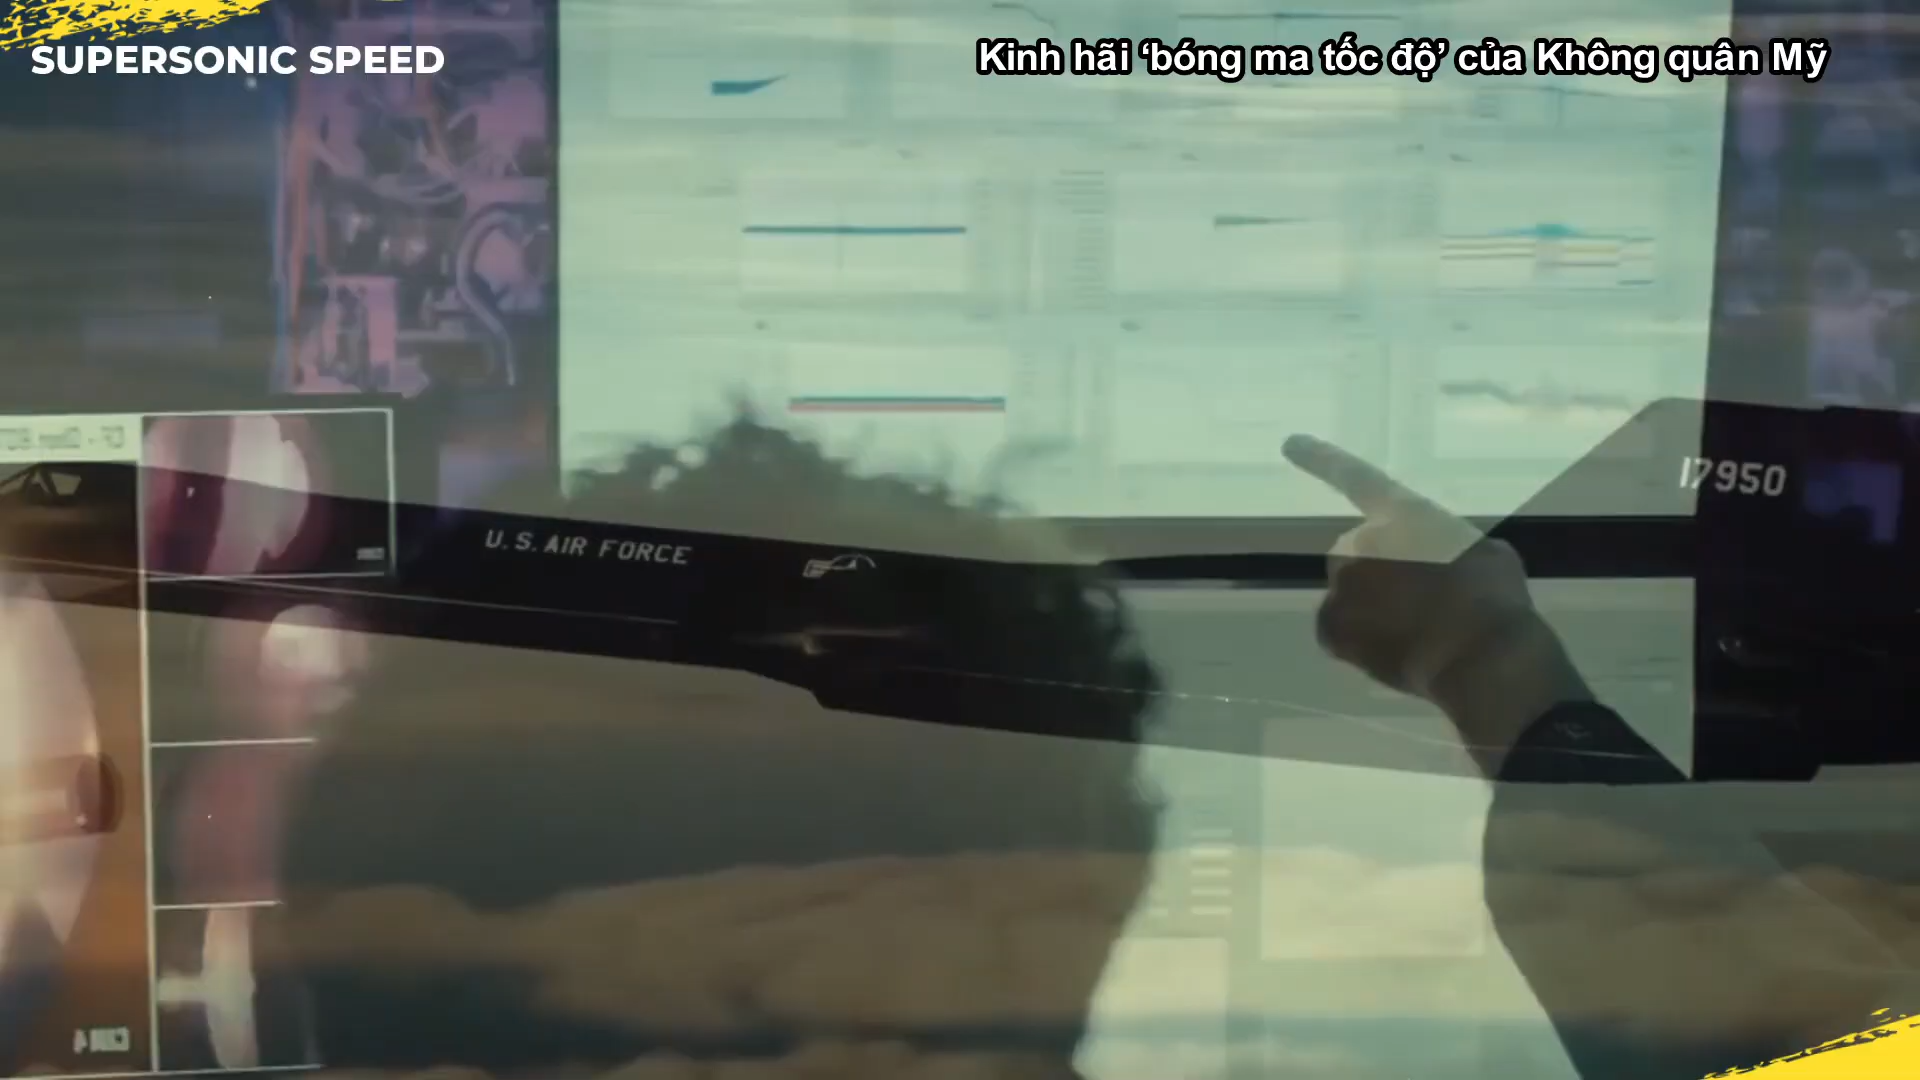 SUPERSONIC SPEED
Kinh hãi ‘bóng ma tốc độ’ của Không quân Mỹ
17950
U.S. AIR FORCE